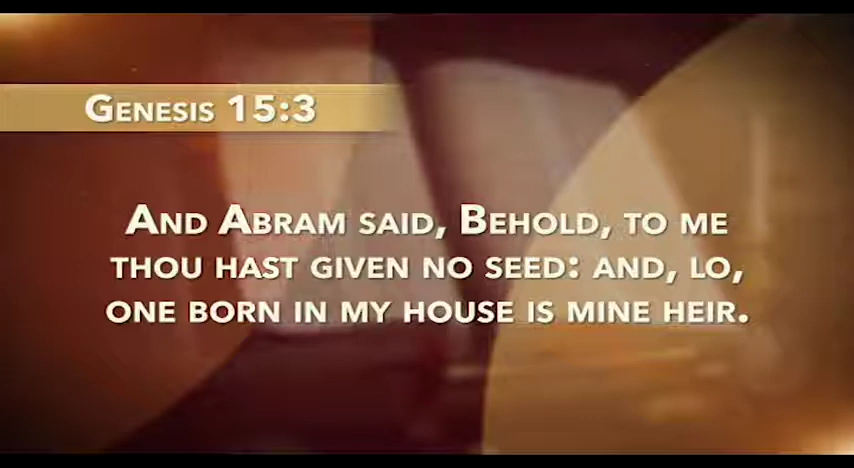 Genesis 15:3
And Abram said, Behold, to me
thou hast given no seed: and, lo,
one born in my house is mine heir.